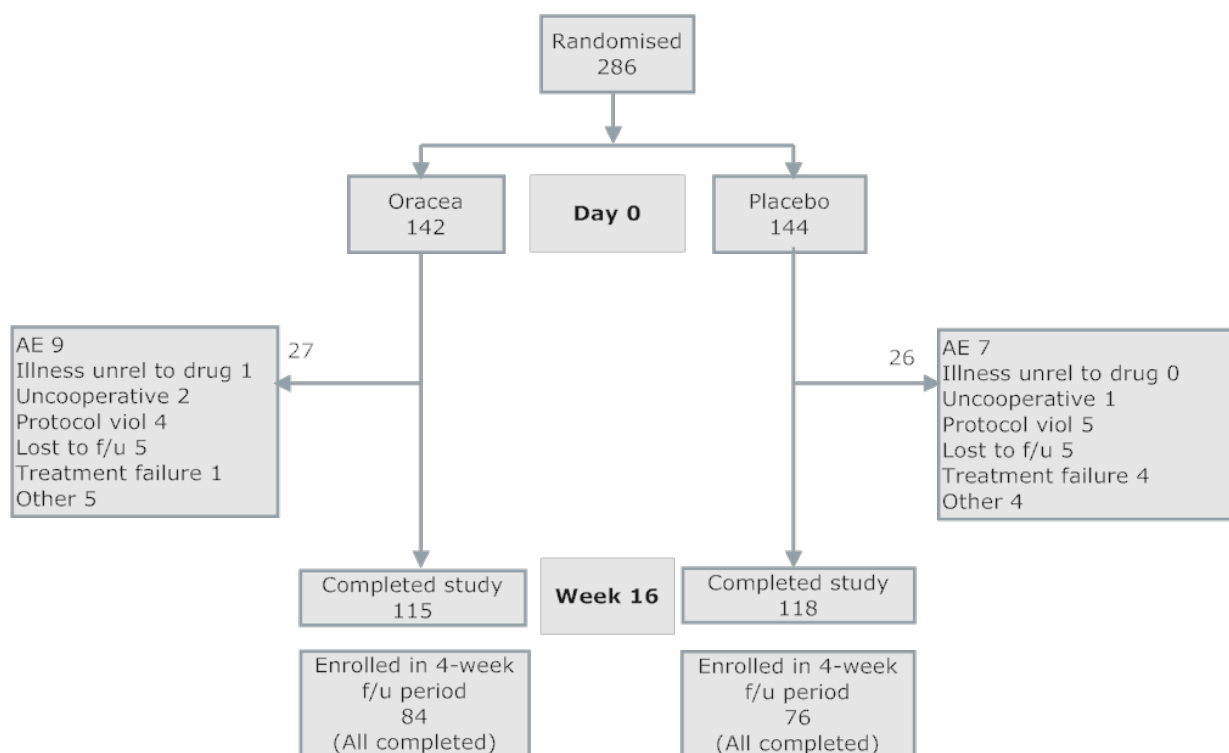 Randomised
286
Oracea
142
Day 0
Placebo
144
AE 9
Illness unrel to drug 1
Uncooperative 2
Protocol viol 4
Lost to f/u 5
Treatment failure 1
Other 5
27
26
AE 7
Illness unrel to drug 0
Uncooperative 1
Protocol viol 5
Lost to f/u 5
Treatment failure 4
Other 4
Completed study
115
Week 16
Completed study
118
Enrolled in 4-week
f/u period
84
(All completed)
Enrolled in 4-week
f/u period
76
(All completed)